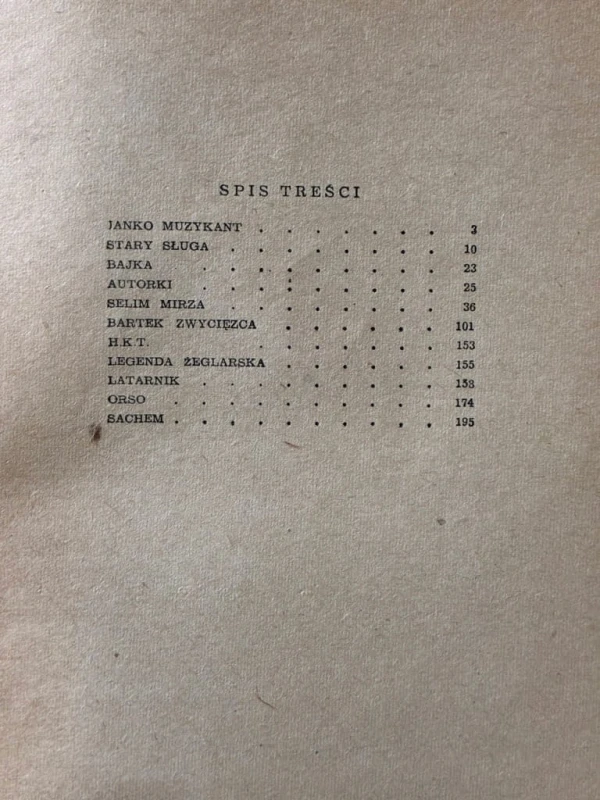 SPIS TREŚCI
JANKO MUZYKANT . . . . . . . 3
STARY SŁUGA . . . . . . . . 10
BAJKA . . . . . . . . . 23
AUTORKI . . . . . . . . . 25
SELIM MIRZA . . . . . . . . 36
BARTEK ZWYCIĘZCA . . . . . . 101
H.K.T. . . . . . . . 153
LEGENDA ŻEGLARSKA . . . . . . 155
LATARNIK . . . . . . . . . 158
ORSO . . . . . . . . . . 174
SACHEM . . . . . . . . . . 195